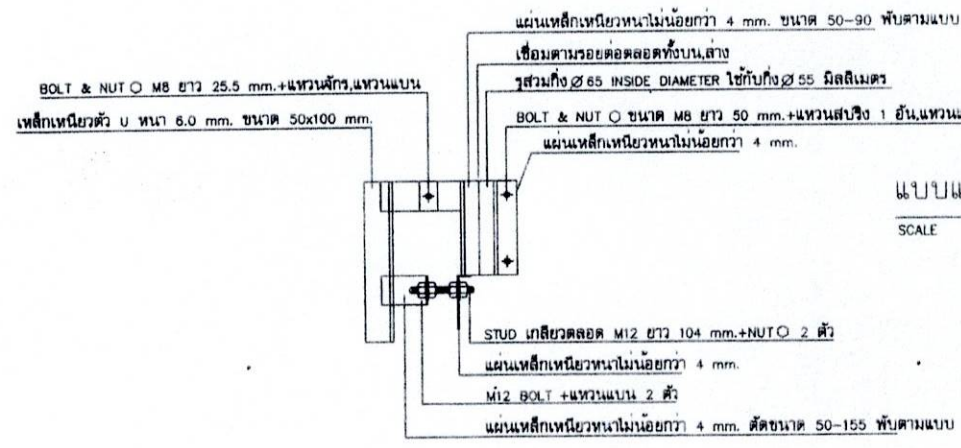 แผ่นเหล็กเหนียวหนาไม่น้อยกว่า 4 mm. ขนาด 50-90 พับตามแบบ
เชื่อมตามรอยต่อตลอดทั้งบน,ล่าง
รูสวมกิ่ง Ø 65 INSIDE DIAMETER ใช้กับกิ่ง Ø 55 มิลลิเมตร
BOLT & NUT ○ M8 ยาว 25.5 mm.+แหวนจักร,แหวนแบน
BOLT & NUT ○ ขนาด M8 ยาว 50 mm.+แหวนสปริง 1 อัน
เหล็กเหนียวตัว U หนา 6.0 mm. ขนาด 50x100 mm.
แผ่นเหล็กเหนียวหนาไม่น้อยกว่า 4 mm.
SCALE
STUD เกลียวตลอด M12 ยาว 104 mm.+NUT ○ 2 ตัว
แผ่นเหล็กเหนียวหนาไม่น้อยกว่า 4 mm.
M12 BOLT +แหวนแบน 2 ตัว
แผ่นเหล็กเหนียวหนาไม่น้อยกว่า 4 mm. ตัดขนาด 50-155 พับตามแบบ